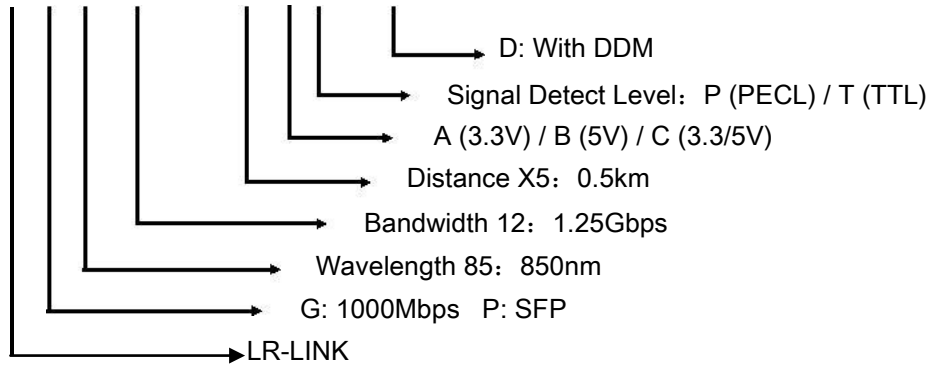 D: With DDM
Signal Detect Level：P (PECL) / T (TTL)
A (3.3V) / B (5V) / C (3.3/5V)
Distance X5：0.5km
Bandwidth 12：1.25Gbps
Wavelength 85：850nm
G: 1000Mbps P: SFP
LR-LINK